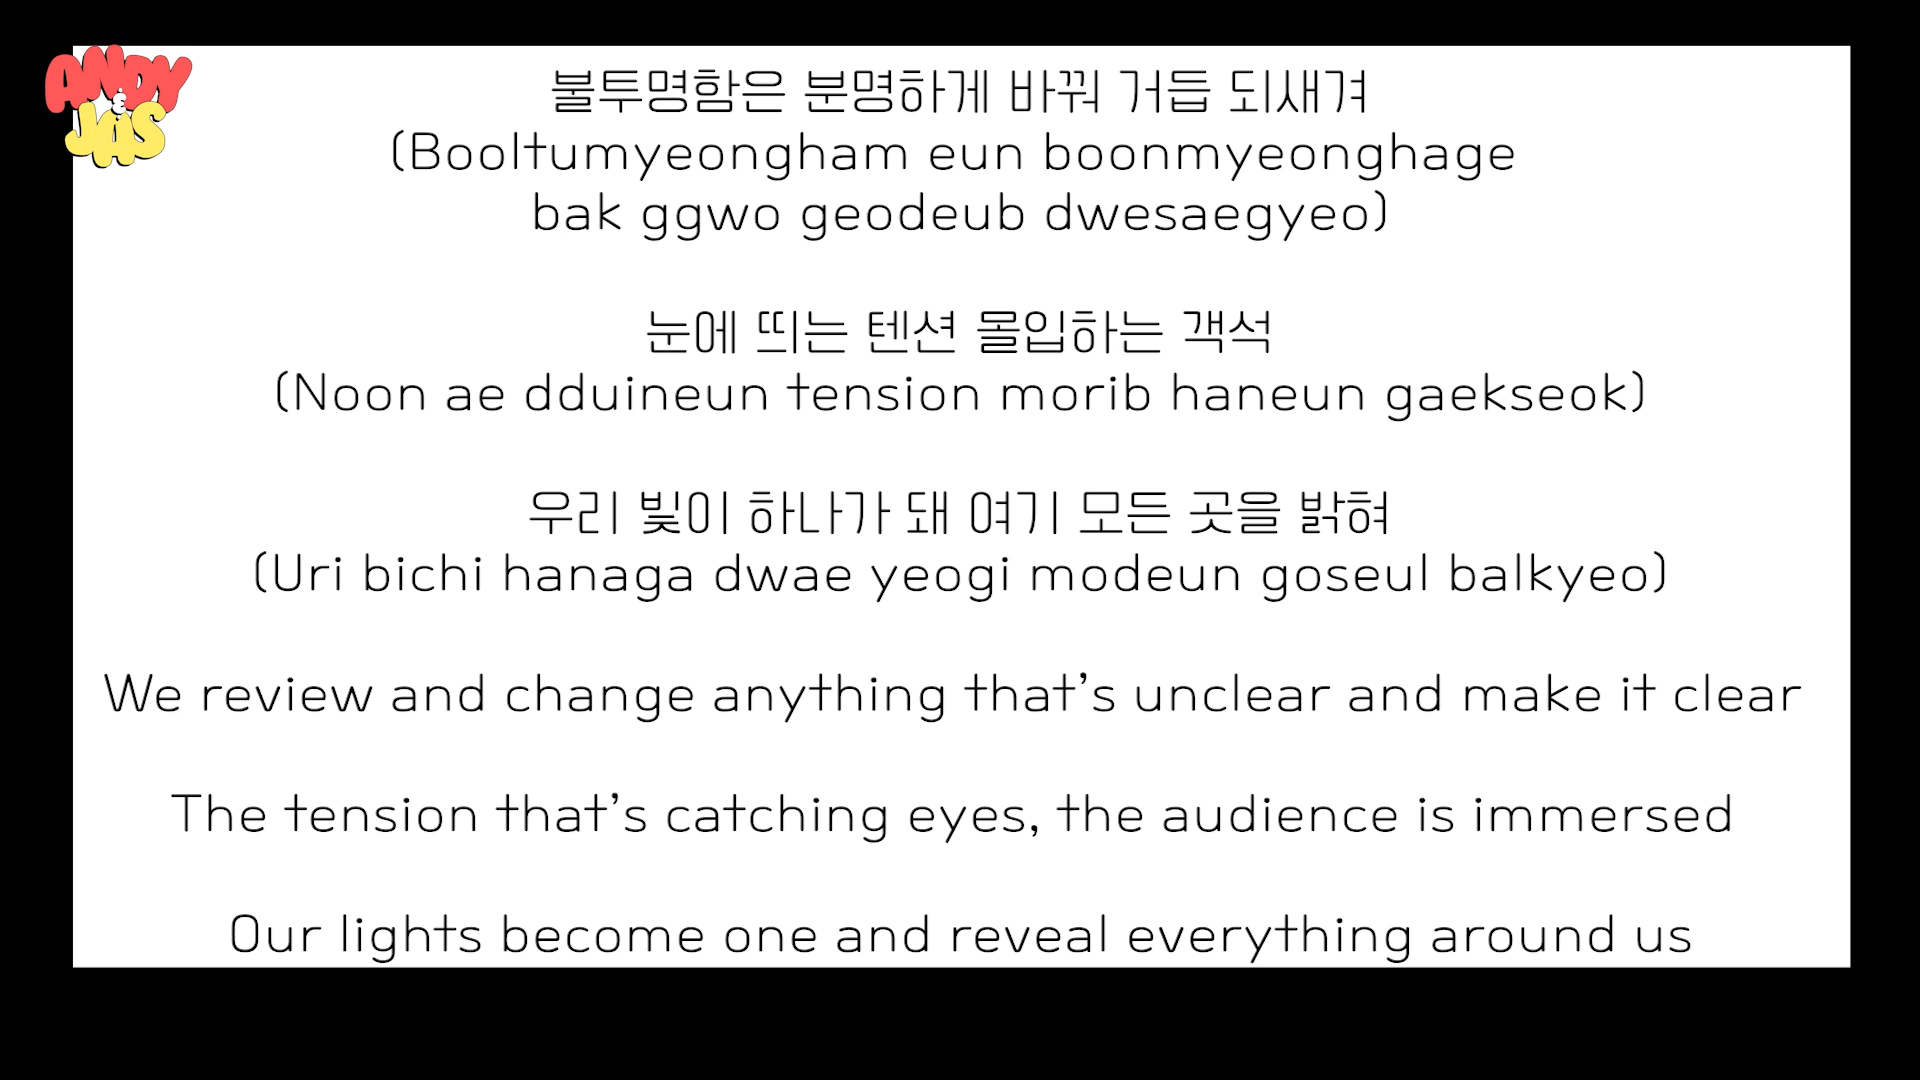 ANDY
&
JAS
불투명함은 분명하게 바꿔 거듭 되새겨
(Booltumyeongham eun boonmyeonghage
bak ggwo geodeub dwesaegyeo)
눈에 띄는 텐션 몰입하는 객석
(Noon ae dduineun tension morib haneun gaekseok)
우리 빛이 하나가 돼 여기 모든 곳을 밝혀
(Uri bichi hanaga dwae yeogi modeun goseul balkyeo)
We review and change anything that’s unclear and make it clear
The tension that’s catching eyes, the audience is immersed
Our lights become one and reveal everything around us